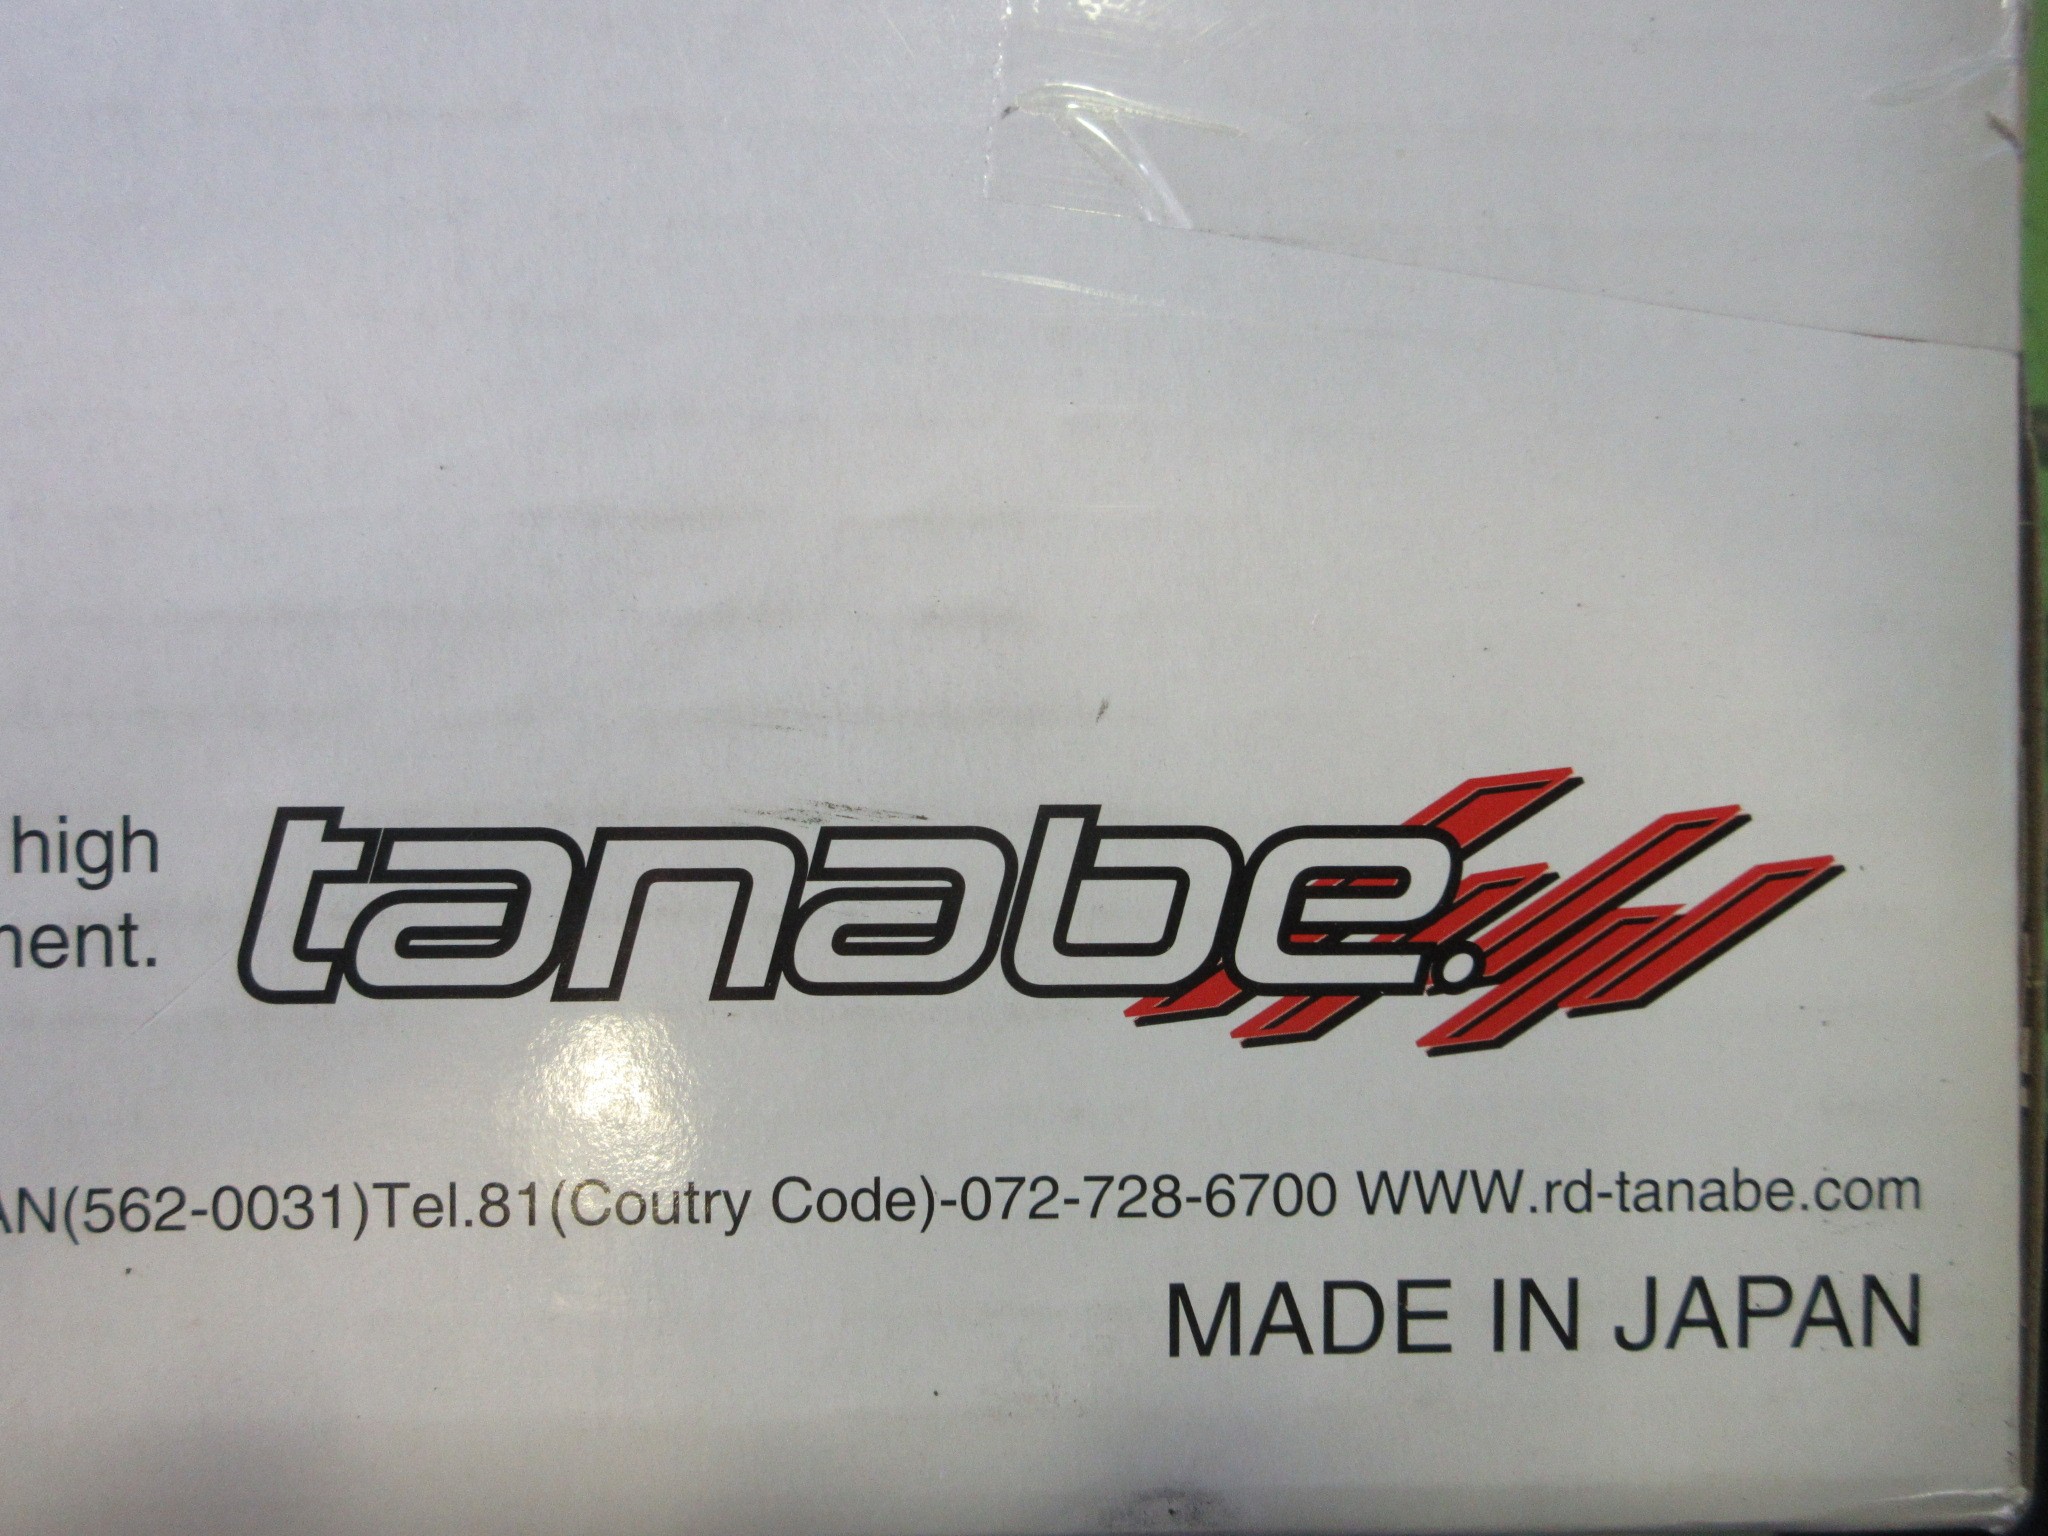 high
tanabe.
ment.
AN(562-0031)Tel.81(Coutry Code)-072-728-6700 WWW.rd-tanabe.com
MADE IN JAPAN